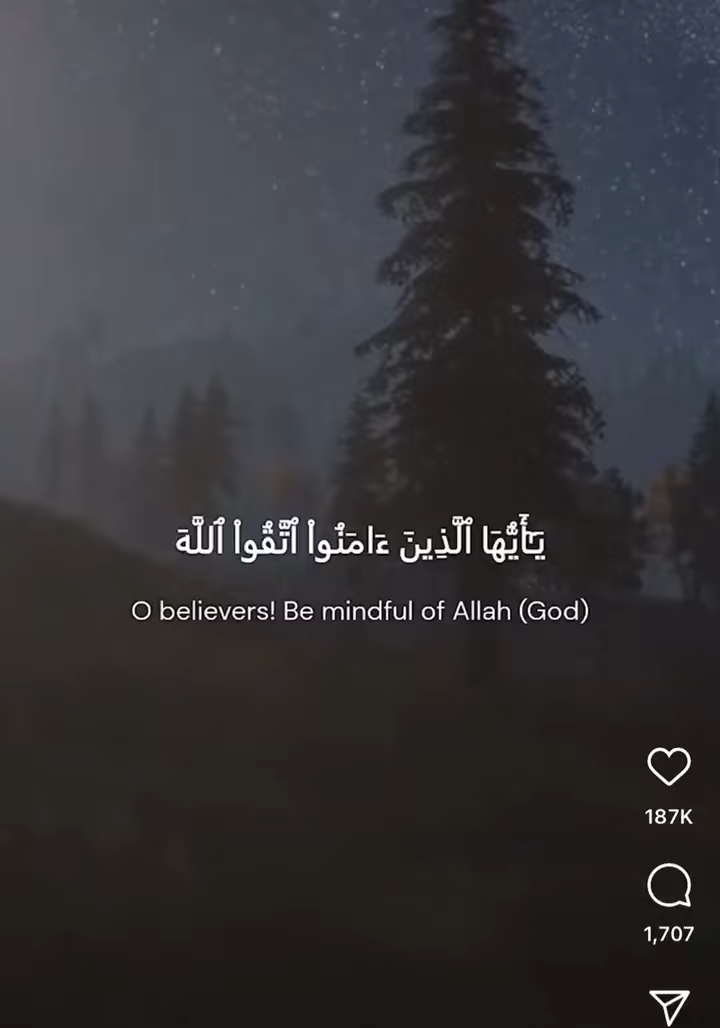 يَـٰٓأَيُّهَا ٱلَّذِينَ ءَامَنُوا۟ ٱتَّقُوا۟ ٱللَّهَ
O believers! Be mindful of Allah (God)
187K
1,707